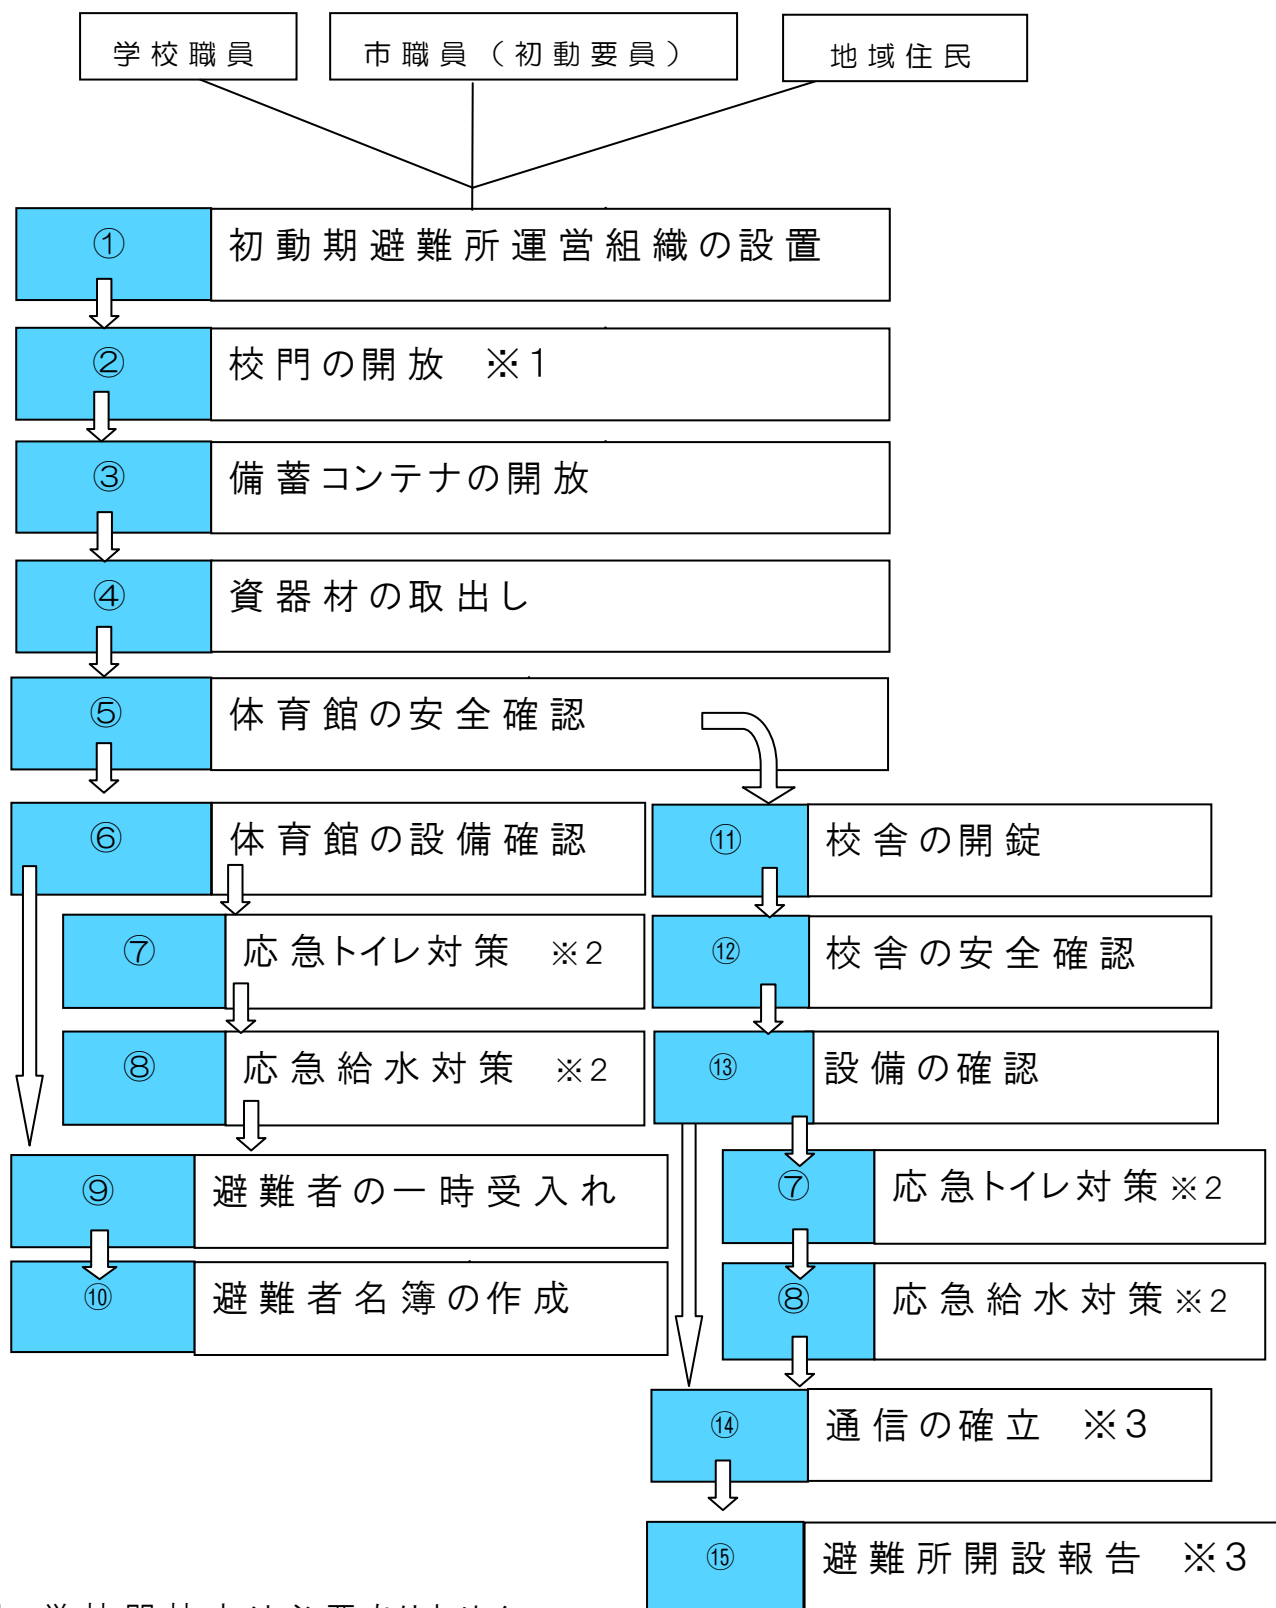 学校職員
市職員（初動要員）
地域住民
① 初動期避難所運営組織の設置
② 校門の開放　※1
③ 備蓄コンテナの開放
④ 資器材の取出し
⑤ 体育館の安全確認
⑥ 体育館の設備確認
⑦ 応急トイレ対策　※2
⑧ 応急給水対策　※2
⑨ 避難者の一時受入れ
⑩ 避難者名簿の作成
⑪ 校舎の開錠
⑫ 校舎の安全確認
⑬ 設備の確認
⑦ 応急トイレ対策※2
⑧ 応急給水対策※2
⑭ 通信の確立　※3
⑮ 避難所開設報告　※3